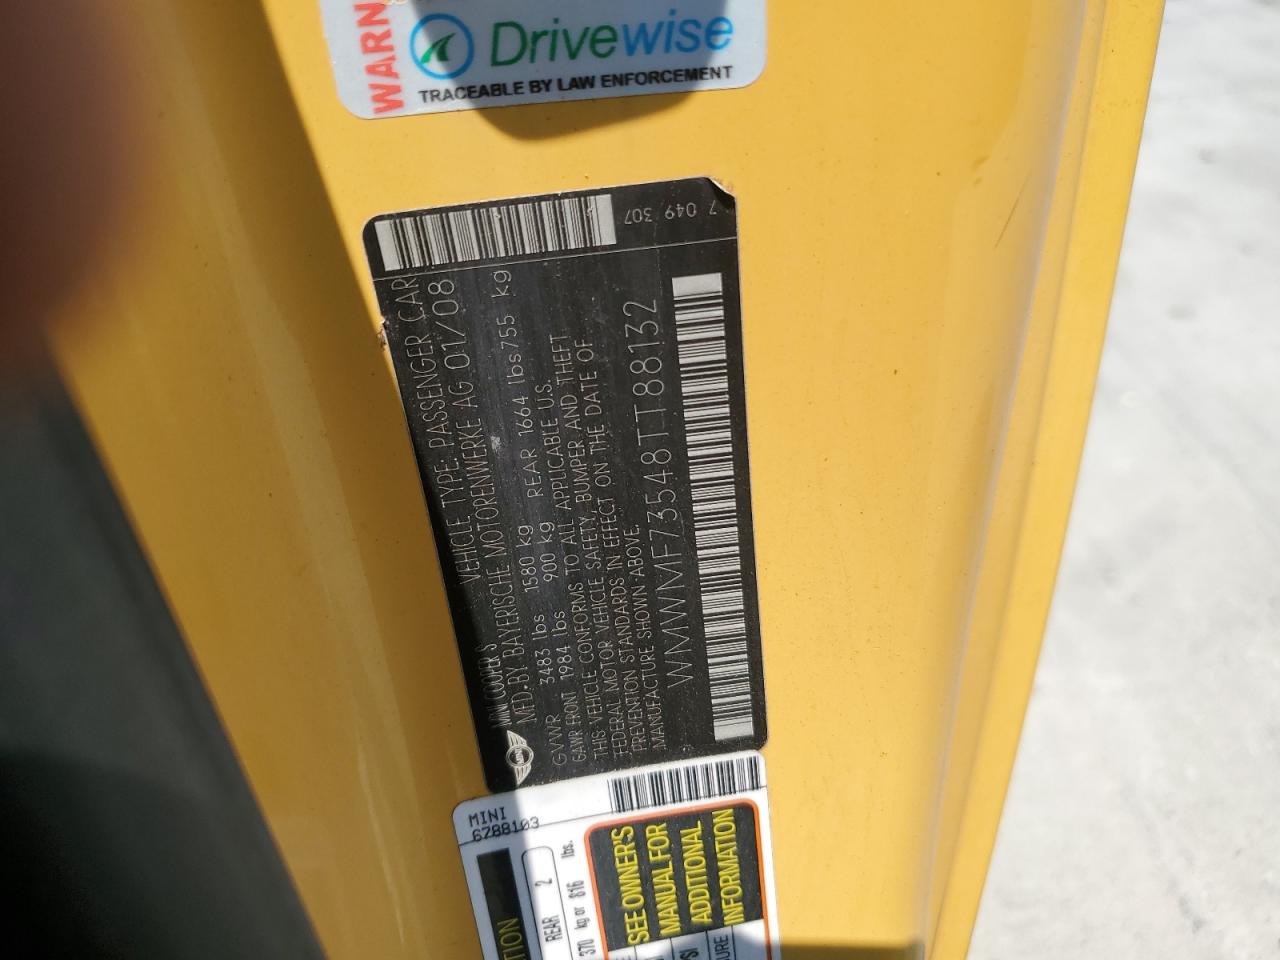 WARN
Drivewise
TRACEABLE BY LAW ENFORCEMENT
7 049 307
MINI COOPER S VEHICLE TYPE: PASSENGER CAR
MFD. BY BAYERISCHE MOTORENWERKE AG 01/08
GVWR 3483 lbs 1580 kg REAR 1664 lbs 755 kg
GAWR FRONT 1984 lbs 900 kg
THIS VEHICLE CONFORMS TO ALL APPLICABLE U.S.
FEDERAL MOTOR VEHICLE SAFETY, BUMPER AND THEFT
PREVENTION STANDARDS IN EFFECT ON THE DATE OF
MANUFACTURE SHOWN ABOVE.
WMWMF73548TT88132
MINI
MINI
6788103
REAR 2
370 kg or 816 lbs.
SEE OWNER'S
MANUAL FOR
ADDITIONAL
INFORMATION